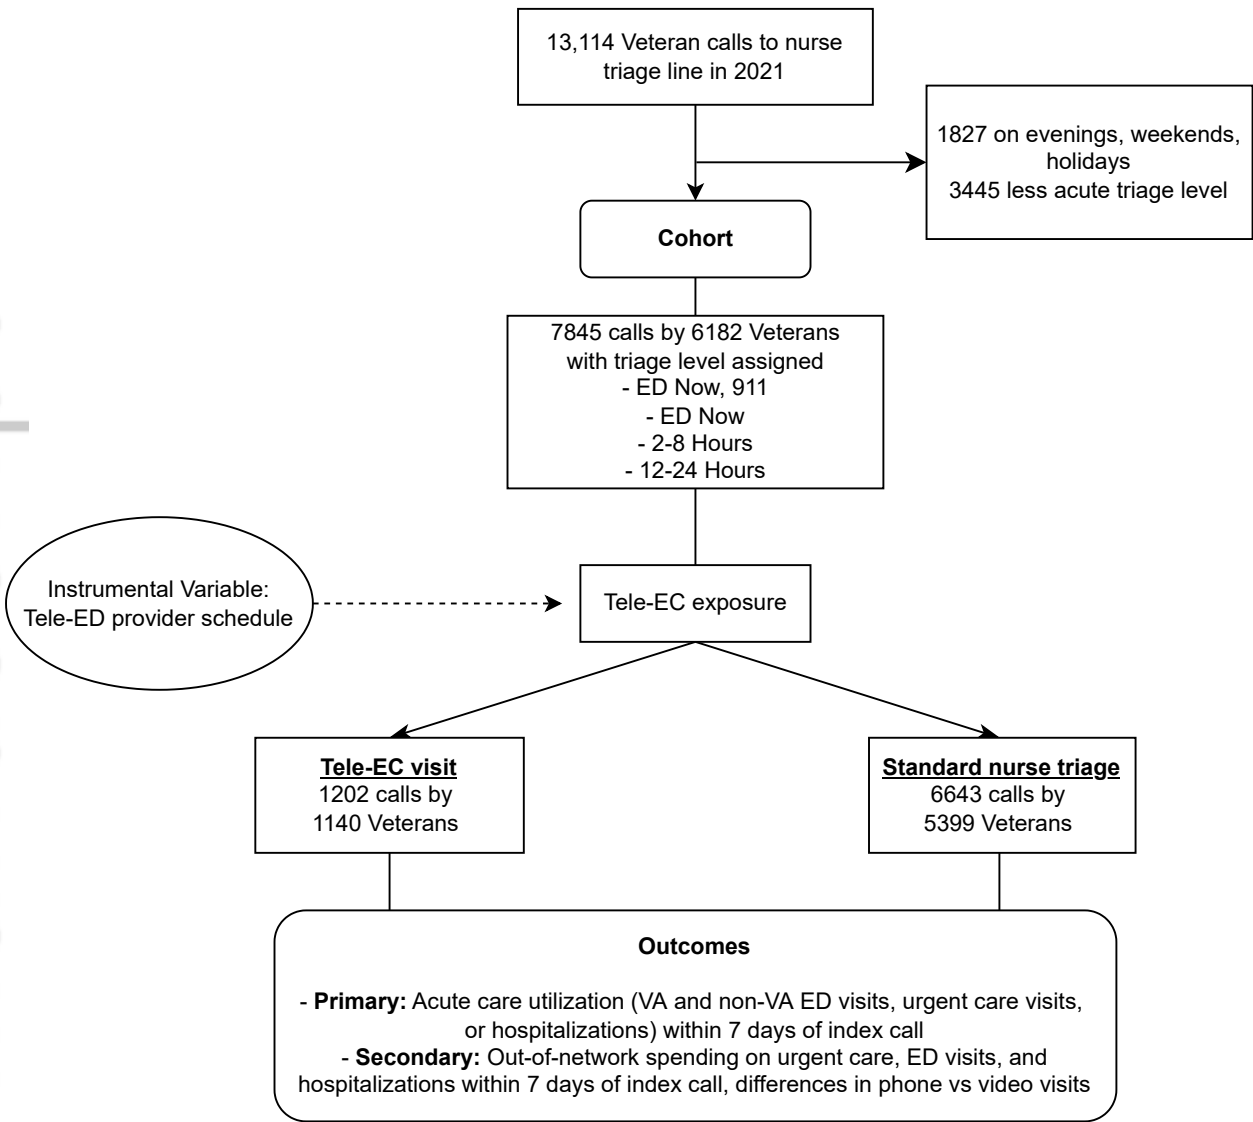 13,114 Veteran calls to nurse
triage line in 2021
1827 on evenings, weekends,
holidays
3445 less acute triage level
Cohort
7845 calls by 6182 Veterans
with triage level assigned
- ED Now, 911
- ED Now
- 2-8 Hours
- 12-24 Hours
Instrumental Variable:
Tele-ED provider schedule
Tele-EC exposure
Tele-EC visit
1202 calls by
1140 Veterans
Standard nurse triage
6643 calls by
5399 Veterans
Outcomes
- Primary: Acute care utilization (VA and non-VA ED visits, urgent care visits,
or hospitalizations) within 7 days of index call
- Secondary: Out-of-network spending on urgent care, ED visits, and
hospitalizations within 7 days of index call, differences in phone vs video visits